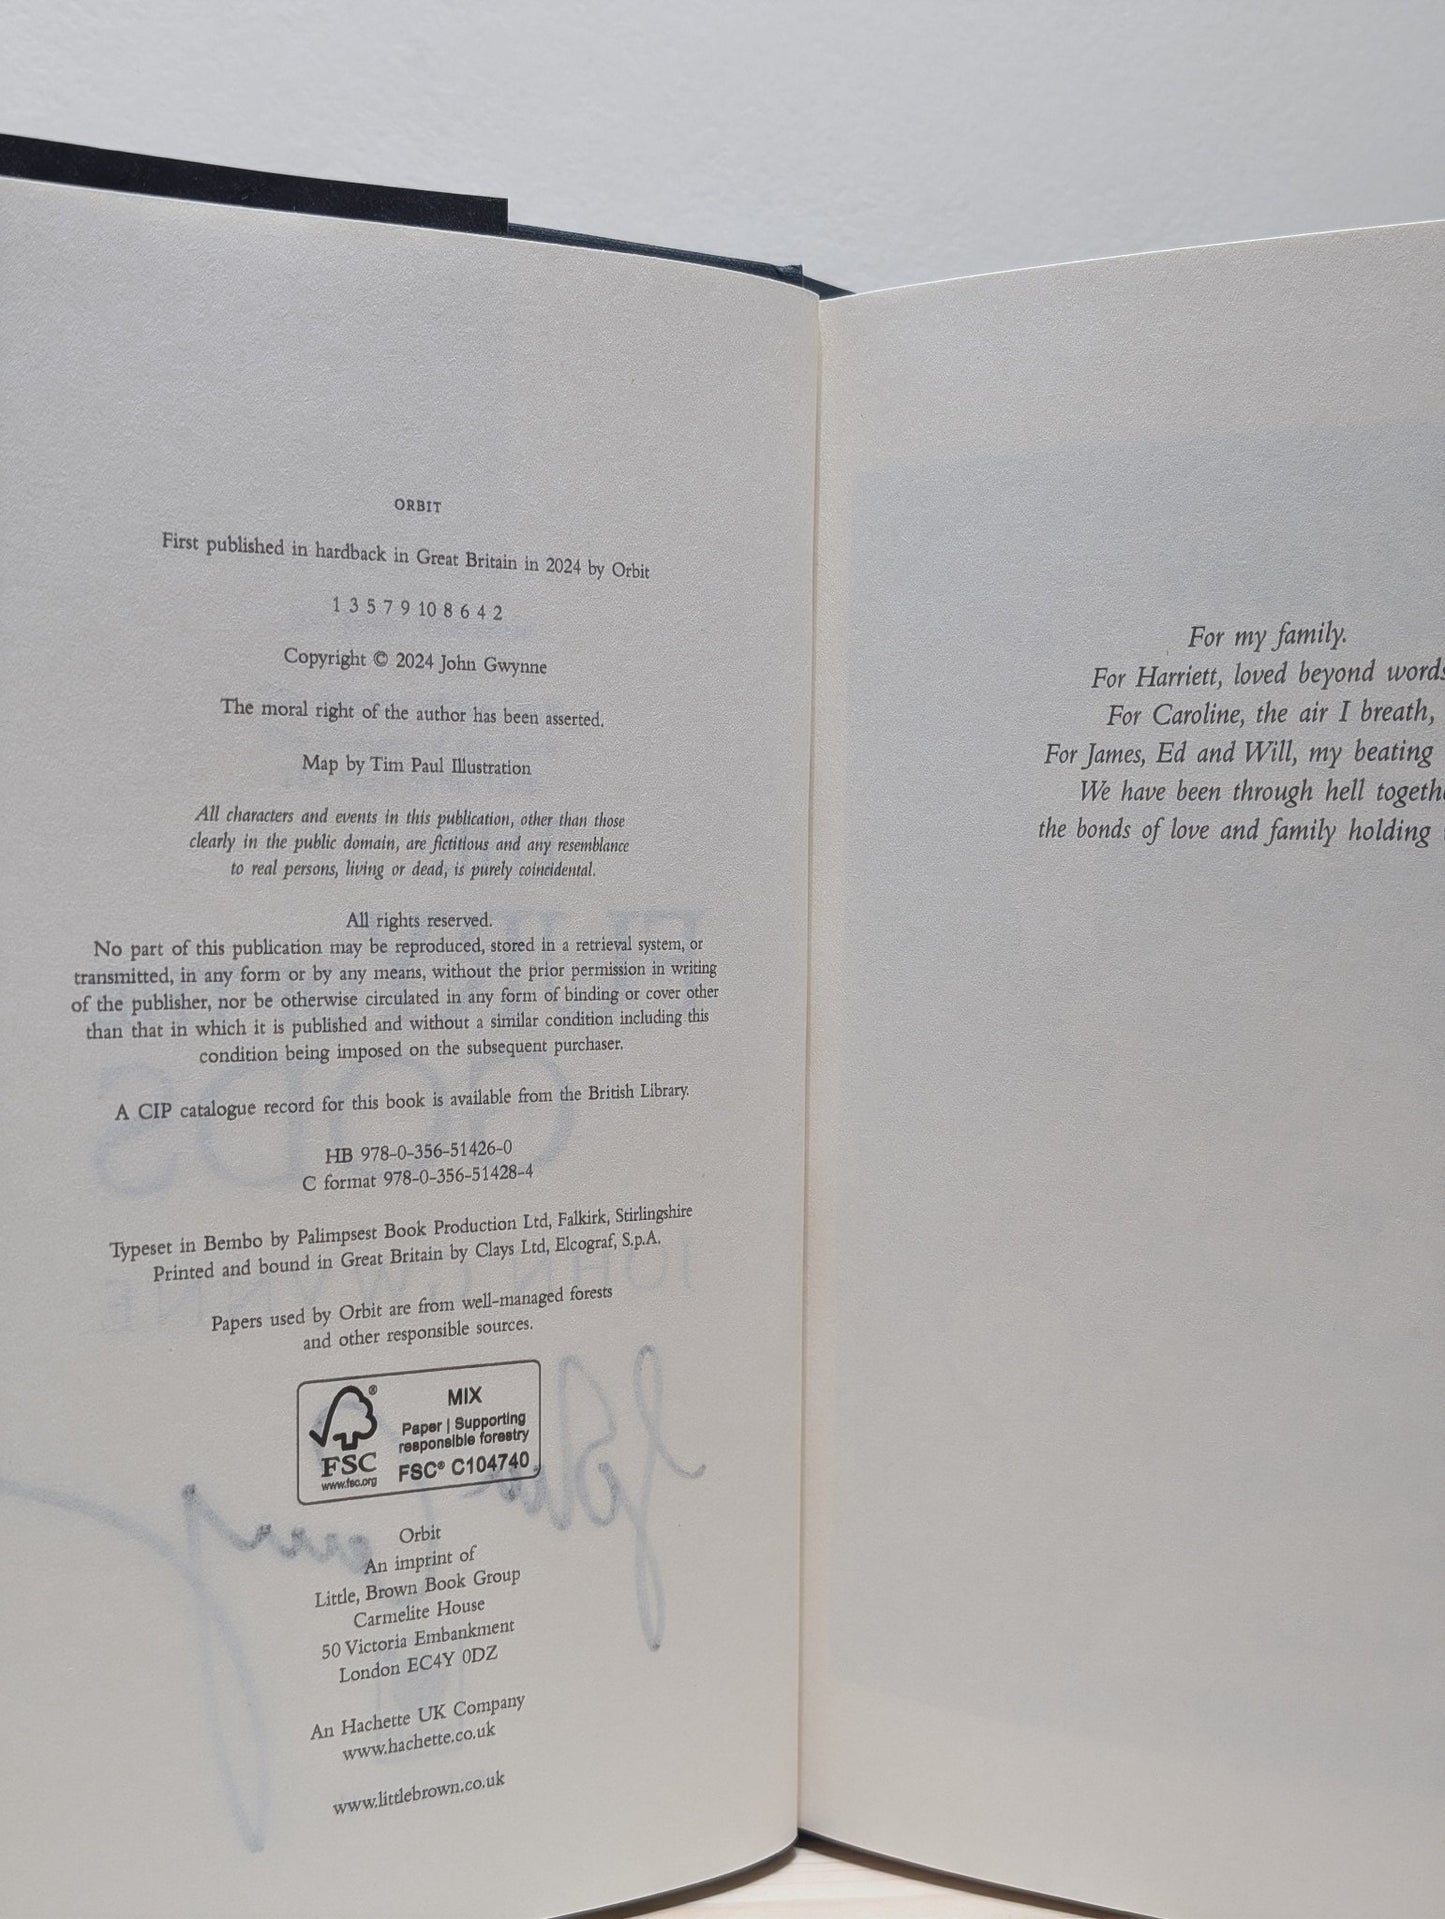 ORBIT
First published in hardback in Great Britain in 2024 by Orbit
1 3 5 7 9 10 8 6 4 2
Copyright © 2024 John Gwynne
The moral right of the author has been asserted.
Map by Tim Paul Illustration
All characters and events in this publication, other than those
clearly in the public domain, are fictitious and any resemblance
to real persons, living or dead, is purely coincidental.
All rights reserved.
No part of this publication may be reproduced, stored in a retrieval system, or
transmitted, in any form or by any means, without the prior permission in writing
of the publisher, nor be otherwise circulated in any form of binding or cover other
than that in which it is published and without a similar condition including this
condition being imposed on the subsequent purchaser.
A CIP catalogue record for this book is available from the British Library.
HB 978-0-356-51426-0
C format 978-0-356-51428-4
Typeset in Bembo by Palimpsest Book Production Ltd, Falkirk, Stirlingshire
Printed and bound in Great Britain by Clays Ltd, Elcograf, S.p.A.
Papers used by Orbit are from well-managed forests
and other responsible sources.
FSC
www.fsc.org
MIX
Paper | Supporting
responsible forestry
FSC® C104740
Orbit
An imprint of
Little, Brown Book Group
Carmelite House
50 Victoria Embankment
London EC4Y 0DZ
An Hachette UK Company
www.hachette.co.uk
www.littlebrown.co.uk
For my family.
For Harriett, loved beyond words
For Caroline, the air I breath,
For James, Ed and Will, my beating
We have been through hell
the bonds of love and family holding